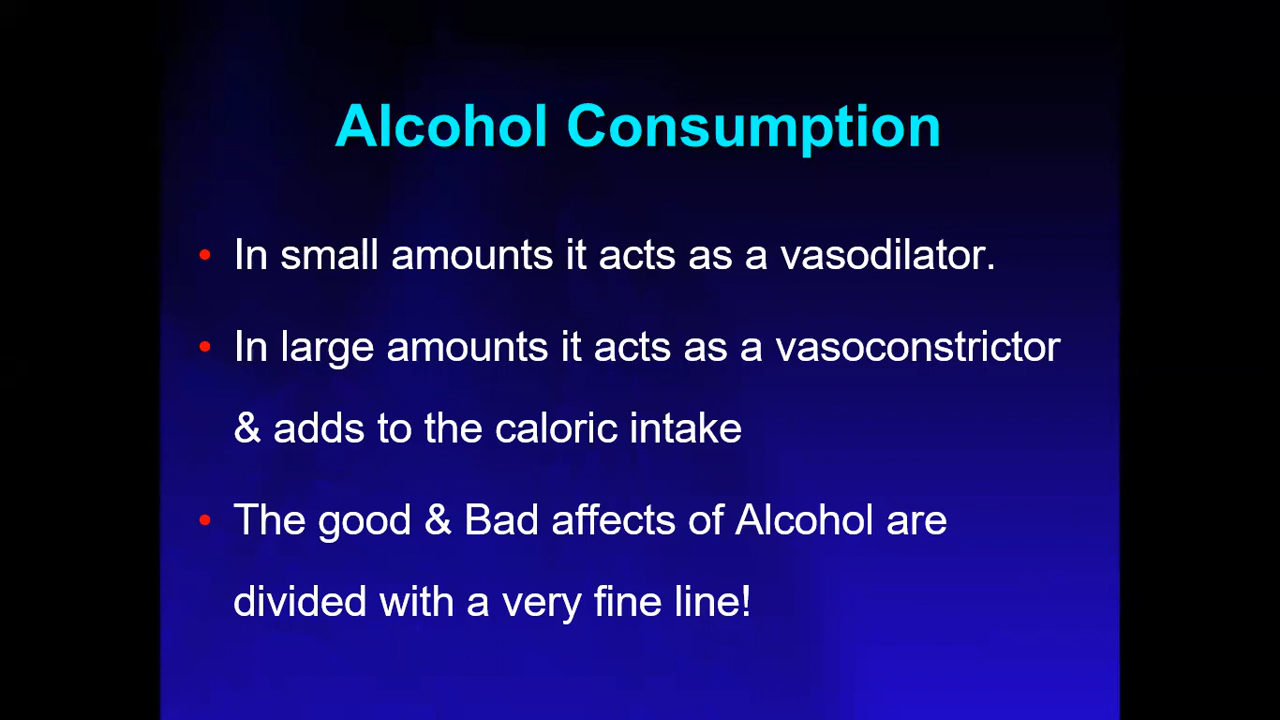 Alcohol Consumption
• In small amounts it acts as a vasodilator.
• In large amounts it acts as a vasoconstrictor
& adds to the caloric intake
• The good & Bad affects of Alcohol are
divided with a very fine line!